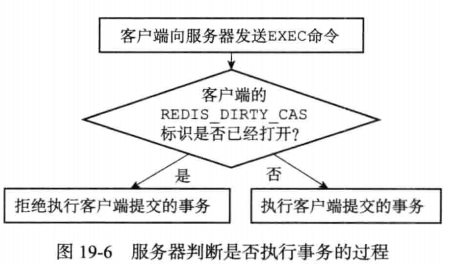 客户端向服务器发送EXEC命令
客户端的
REDIS_DIRTY_CAS
标识是否已经打开?
是
否
拒绝执行客户端提交的事务
执行客户端提交的事务
图 19-6 服务器判断是否执行事务的过程